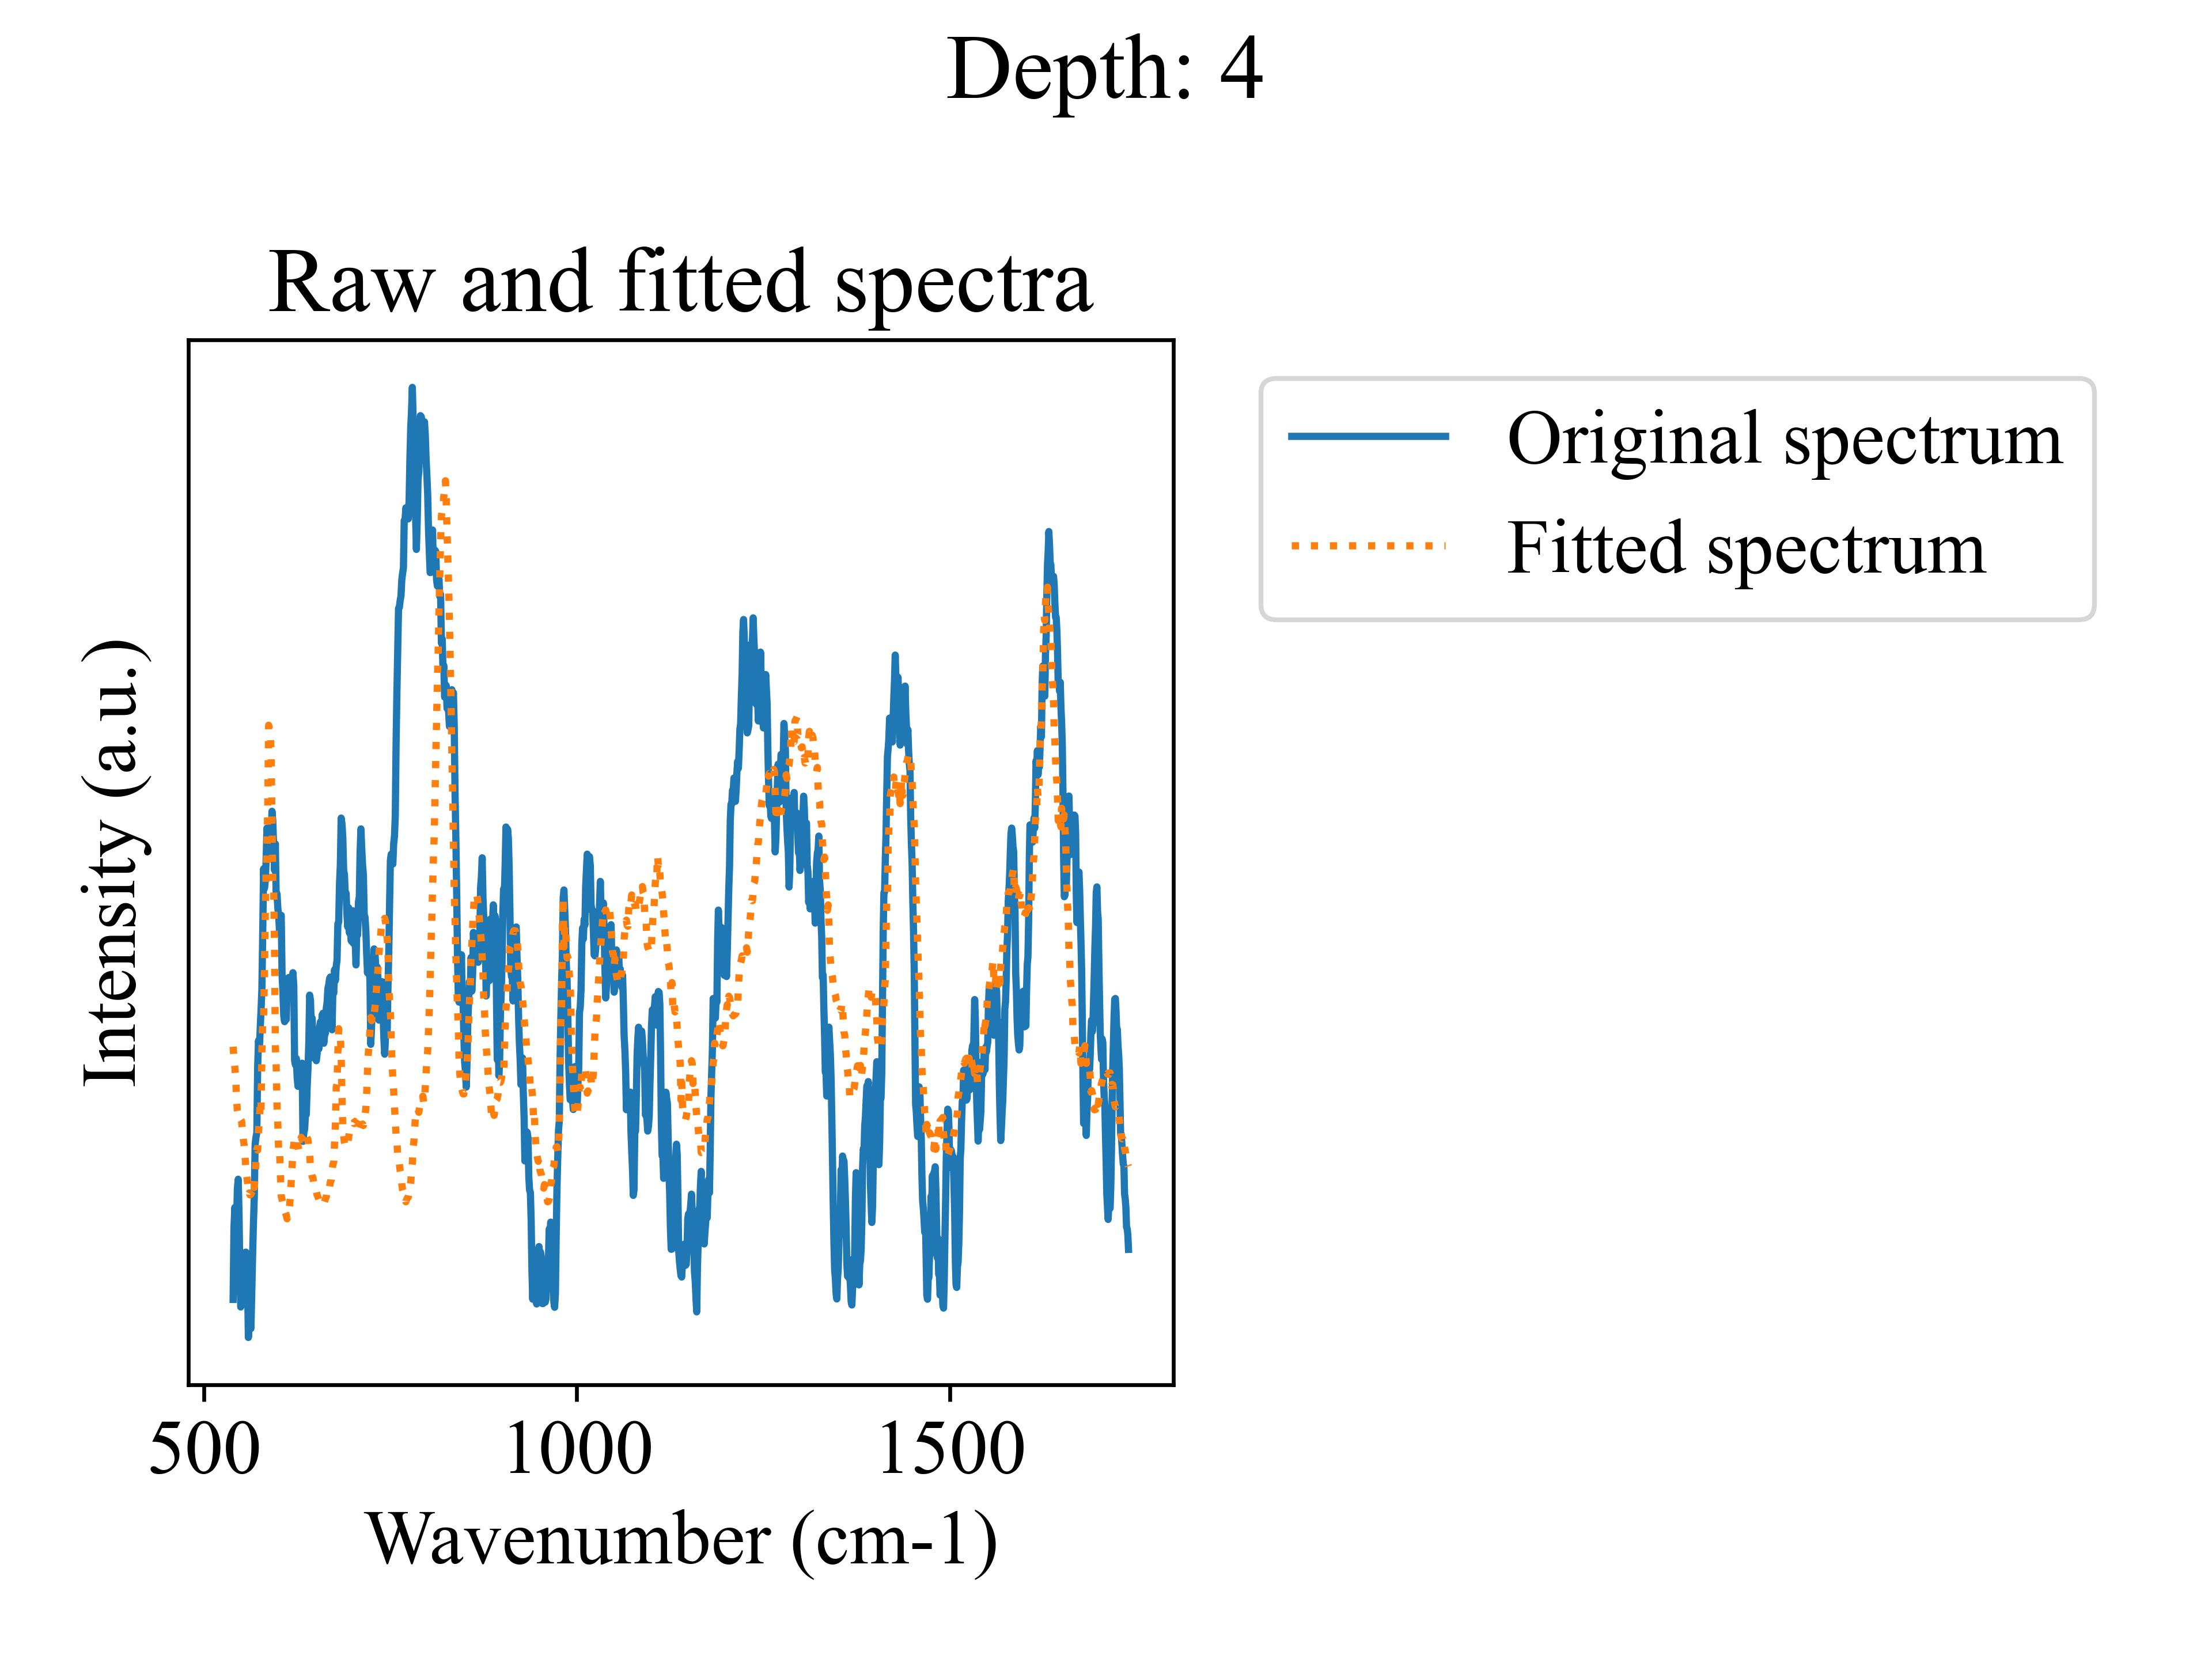 Depth: 4
Raw and fitted spectra
Original spectrum
Fitted spectrum
Intensity (a.u.)
500 1000 1500
Wavenumber (cm-1)